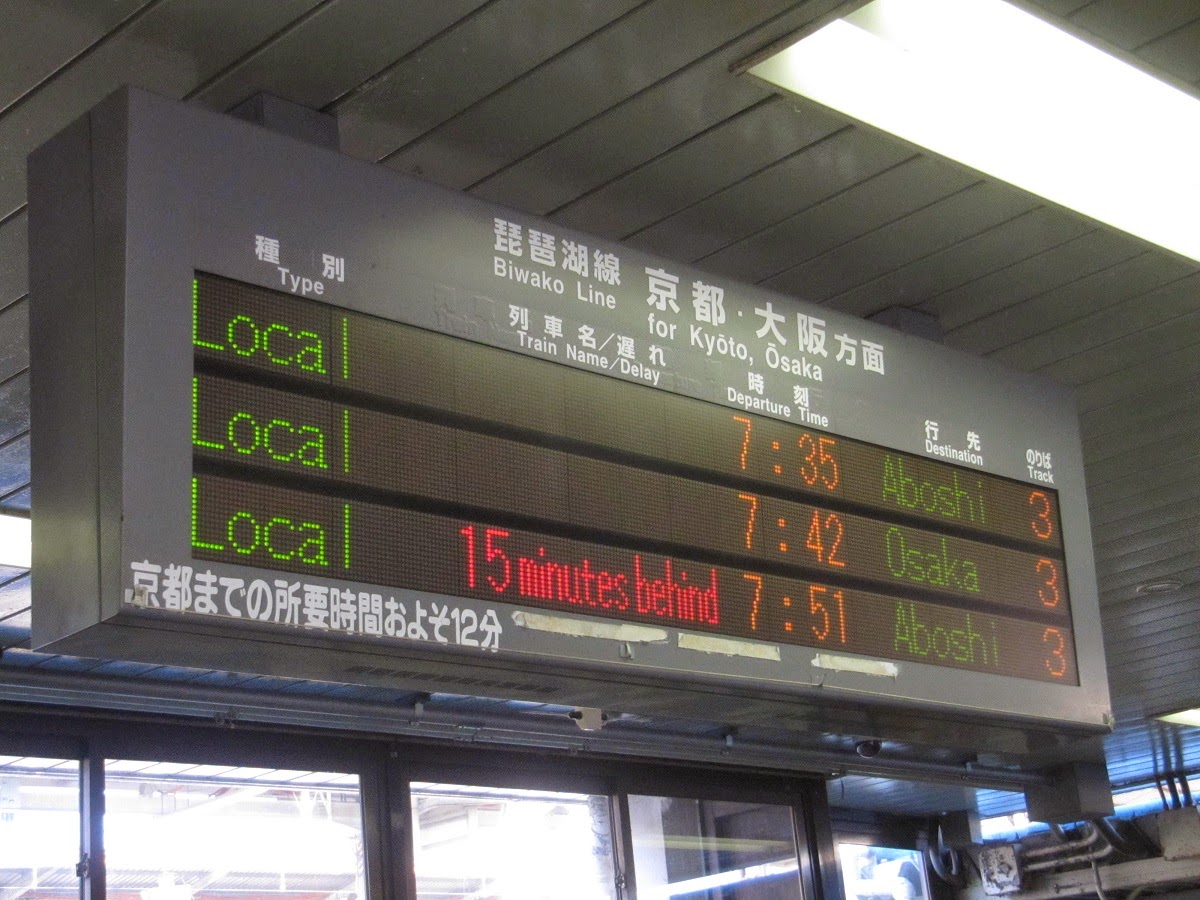 琵琶湖線 京都・大阪方面
Biwako Line for Kyōto, Ōsaka
種別 列車名/遅れ 時刻 行先 のりば
Type Train Name/Delay Departure Time Destination Track
Local 7:35 Aboshi 3
Local 7:42 Osaka 3
Local 15 minutes behind 7:51 Aboshi 3
京都までの所要時間およそ12分